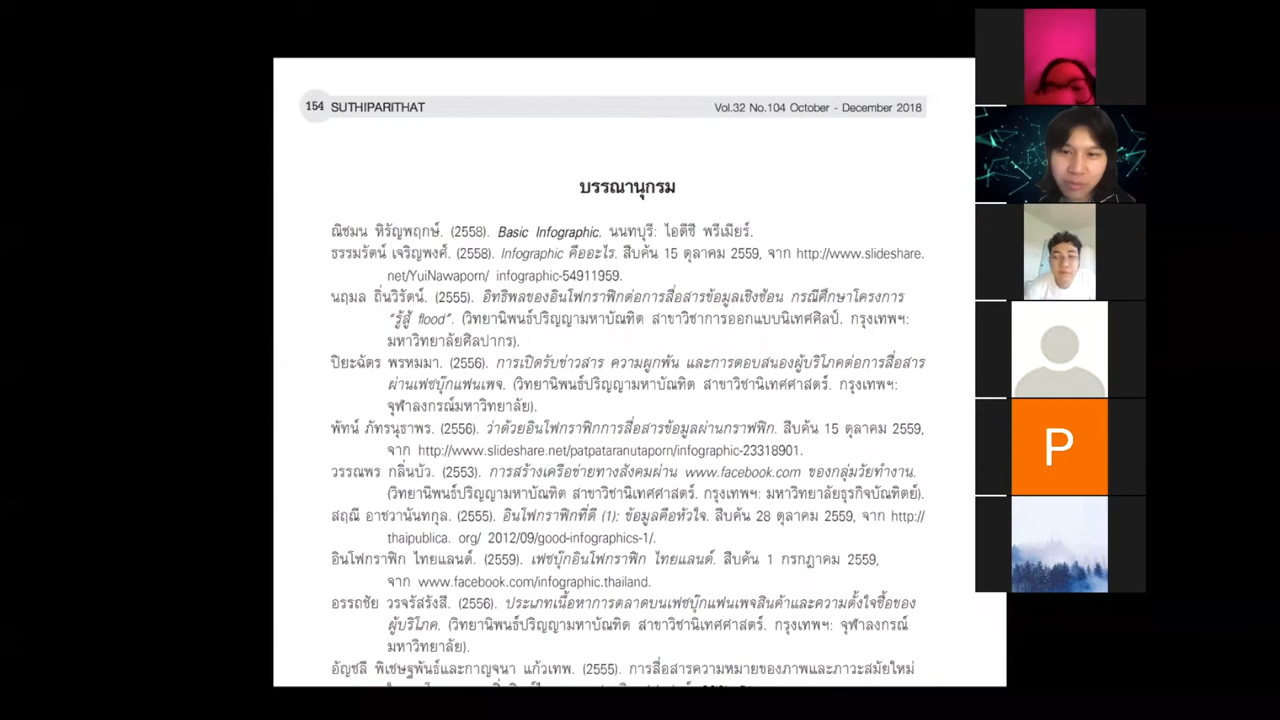 154 SUTHIPARITHAT Vol.32 No.104 October - December 2018
บรรณานุกรม
ณิชมน หิรัญพฤกษ์. (2558). Basic Infographic. นนทบุรี: ไอดีซี พรีเมียร์.
ธรรมรัตน์ เจริญพงศ์. (2558). Infographic คืออะไร. สืบค้น 15 ตุลาคม 2559, จาก http://www.slideshare.
net/YuiNawaporn/ infographic-54911959.
นฤมล ถิ่นวิรัตน์. (2555). อิทธิพลของอินโฟกราฟิกต่อการสื่อสารข้อมูลเชิงซ้อน กรณีศึกษาโครงการ
“รู้สู้ flood”. (วิทยานิพนธ์ปริญญามหาบัณฑิต สาขาวิชาการออกแบบนิเทศศิลป์. กรุงเทพฯ:
มหาวิทยาลัยศิลปากร).
ปิยะฉัตร พรหมมา. (2556). การเปิดรับข่าวสาร ความผูกพัน และการตอบสนองผู้บริโภคต่อการสื่อสาร
ผ่านเฟซบุ๊กแฟนเพจ. (วิทยานิพนธ์ปริญญามหาบัณฑิต สาขาวิชานิเทศศาสตร์. กรุงเทพฯ:
จุฬาลงกรณ์มหาวิทยาลัย).
พัทน์ ภัทรนุธาพร. (2556). ว่าด้วยอินโฟกราฟิกการสื่อสารข้อมูลผ่านกราฟฟิก. สืบค้น 15 ตุลาคม 2559,
จาก http://www.slideshare.net/patpataranutaporn/infographic-23318901.
วรรณพร กลิ่นบัว. (2553). การสร้างเครือข่ายทางสังคมผ่าน www.facebook.com ของกลุ่มวัยทำงาน.
(วิทยานิพนธ์ปริญญามหาบัณฑิต สาขาวิชานิเทศศาสตร์. กรุงเทพฯ: มหาวิทยาลัยธุรกิจบัณฑิตย์).
สฤณี อาชวานันทกุล. (2555). อินโฟกราฟิกที่ดี (1): ข้อมูลคือหัวใจ. สืบค้น 28 ตุลาคม 2559, จาก http://
thaipublica. org/ 2012/09/good-infographics-1/.
อินโฟกราฟิก ไทยแลนด์. (2559). เฟซบุ๊กอินโฟกราฟิก ไทยแลนด์. สืบค้น 1 กรกฎาคม 2559,
จาก www.facebook.com/infographic.thailand.
อรรถชัย วรจรัสรังสี. (2556). ประเภทเนื้อหาการตลาดบนเฟซบุ๊กแฟนเพจสินค้าและความตั้งใจซื้อของ
ผู้บริโภค. (วิทยานิพนธ์ปริญญามหาบัณฑิต สาขาวิชานิเทศศาสตร์. กรุงเทพฯ: จุฬาลงกรณ์
มหาวิทยาลัย).
อัญชลี พิเชษฐพันธ์และกาญจนา แก้วเทพ. (2555). การสื่อสารความหมายของภาพและภาวะสมัยใหม่
P